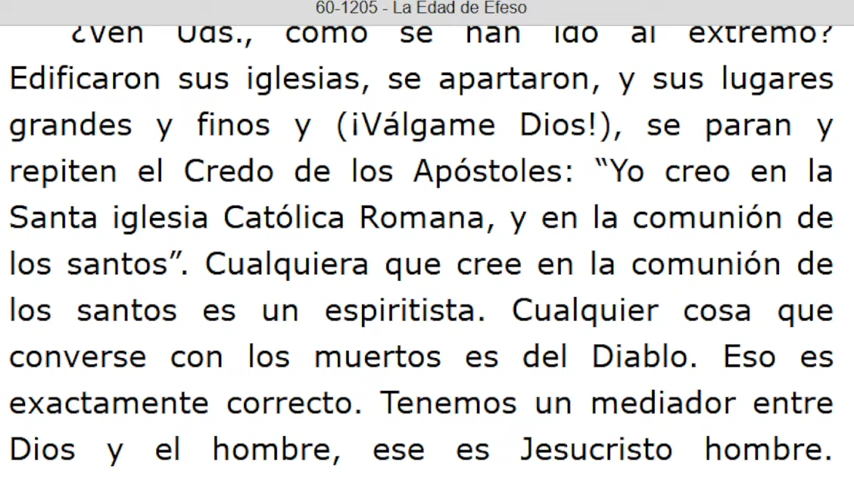 60-1205 - La Edad de Efeso
¿Ven Uds., cómo se han ido al extremo?
Edificaron sus iglesias, se apartaron, y sus lugares
grandes y finos y (¡Válgame Dios!), se paran y
repiten el Credo de los Apóstoles: “Yo creo en la
Santa iglesia Católica Romana, y en la comunión de
los santos”. Cualquiera que cree en la comunión de
los santos es un espiritista. Cualquier cosa que
converse con los muertos es del Diablo. Eso es
exactamente correcto. Tenemos un mediador entre
Dios y el hombre, ese es Jesucristo hombre.